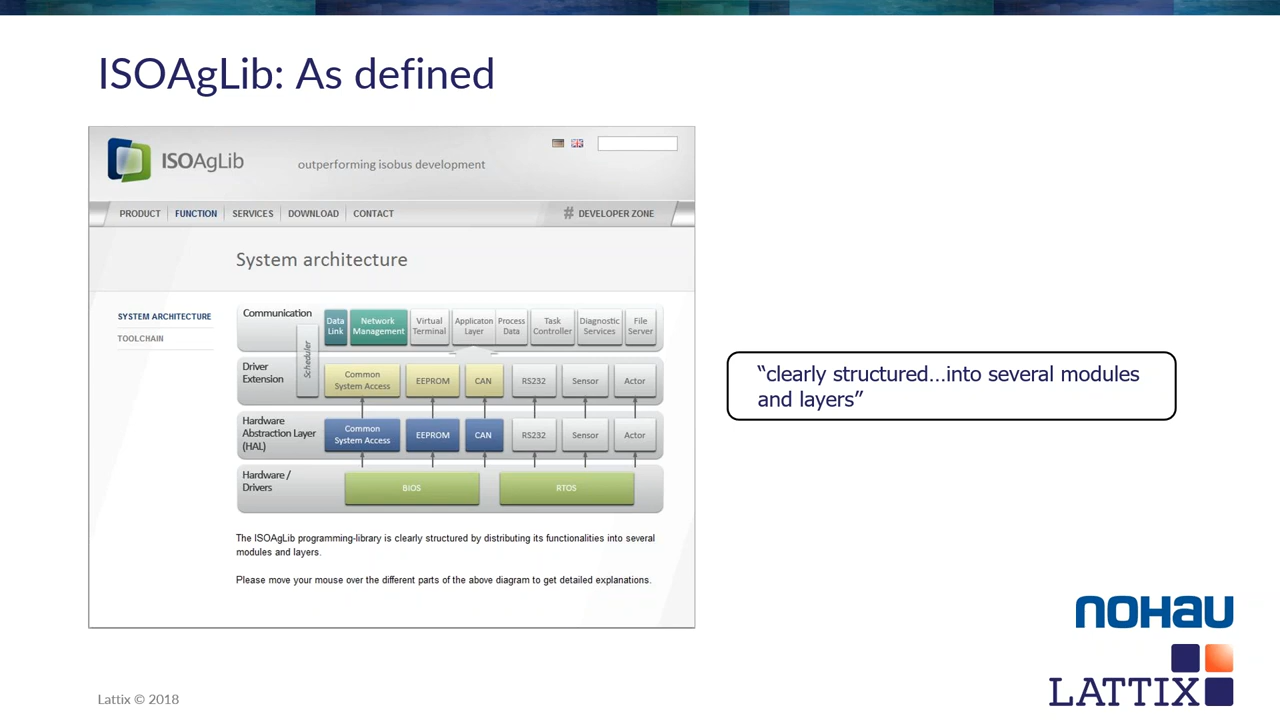 ISOAgLib: As defined
ISOAgLib
outperforming isobus development
PRODUCT
FUNCTION
SERVICES
DOWNLOAD
CONTACT
# DEVELOPER ZONE
System architecture
SYSTEM ARCHITECTURE
TOOLCHAIN
Communication
Scheduler
Data
Link
Network
Management
Virtual
Terminal
Applicaton
Layer
Process
Data
Task
Controller
Diagnostic
Services
File
Server
Driver
Extension
Common
System Access
EEPROM
CAN
RS232
Sensor
Actor
Hardware
Abstraction Layer
(HAL)
Common
System Access
EEPROM
CAN
RS232
Sensor
Actor
Hardware /
Drivers
BIOS
RTOS
The ISOAgLib programming-library is clearly structured by distributing its functionalities into several
modules and layers.
Please move your mouse over the different parts of the above diagram to get detailed explanations.
“clearly structured...into several modules
and layers”
NOHAU
LATTIX
Lattix © 2018